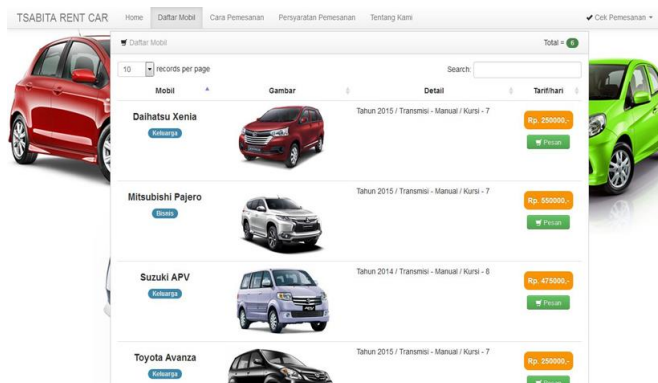 TSABITA RENT CAR Home Daftar Mobil Cara Pemesanan Persyaratan Pemesanan Tentang Kami Cek Pemesanan
Daftar Mobil Total = 6
10 records per page Search:
Mobil Gambar Detail Tarif/hari
Daihatsu Xenia
Keluarga
Tahun 2015 / Transmisi - Manual / Kursi - 7
Rp. 250000,-
Pesan
Mitsubishi Pajero
Bisnis
Tahun 2015 / Transmisi - Manual / Kursi - 7
Rp. 550000,-
Pesan
Suzuki APV
Keluarga
Tahun 2014 / Transmisi - Manual / Kursi - 8
Rp. 475000,-
Pesan
Toyota Avanza
Keluarga
Tahun 2015 / Transmisi - Manual / Kursi - 7
Rp. 250000,-